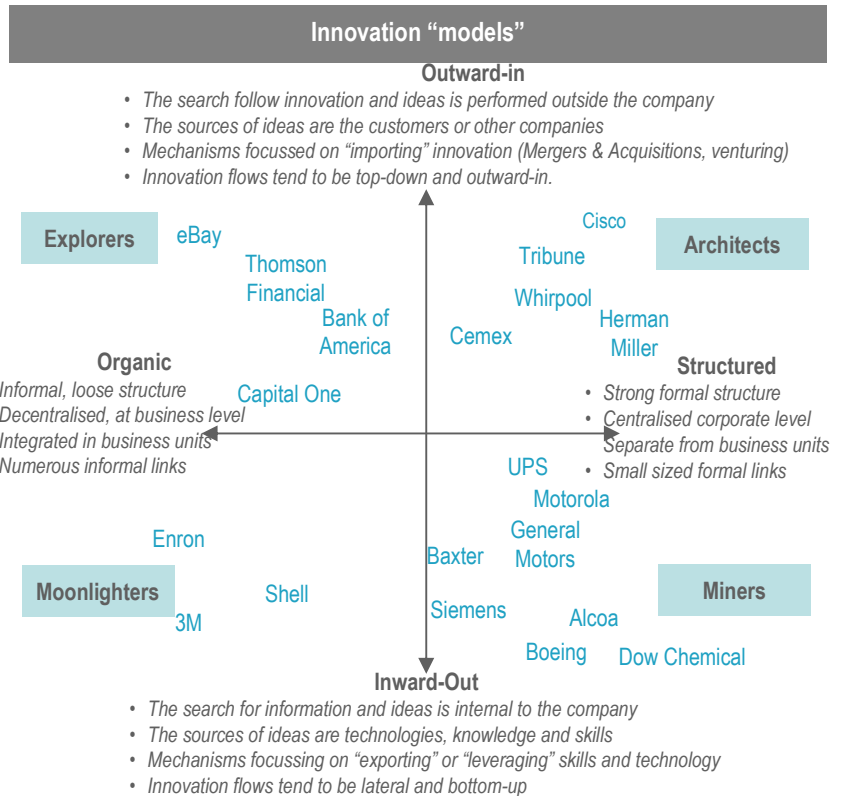 Innovation “models”
Outward-in
• The search follow innovation and ideas is performed outside the company
• The sources of ideas are the customers or other companies
• Mechanisms focussed on “importing” innovation (Mergers & Acquisitions, venturing)
• Innovation flows tend to be top-down and outward-in.
Explorers
eBay
Thomson
Financial
Bank of
America
Capital One
Cisco
Tribune
Whirpool
Cemex
Herman
Miller
Architects
Organic
Informal, loose structure
Decentralised, at business level
Integrated in business units
Numerous informal links
Structured
• Strong formal structure
• Centralised corporate level
Separate from business units
• Small sized formal links
Enron
Moonlighters
Shell
3M
UPS
Motorola
General
Motors
Baxter
Siemens
Alcoa
Boeing
Dow Chemical
Miners
Inward-Out
• The search for information and ideas is internal to the company
• The sources of ideas are technologies, knowledge and skills
• Mechanisms focussing on “exporting” or “leveraging” skills and technology
• Innovation flows tend to be lateral and bottom-up